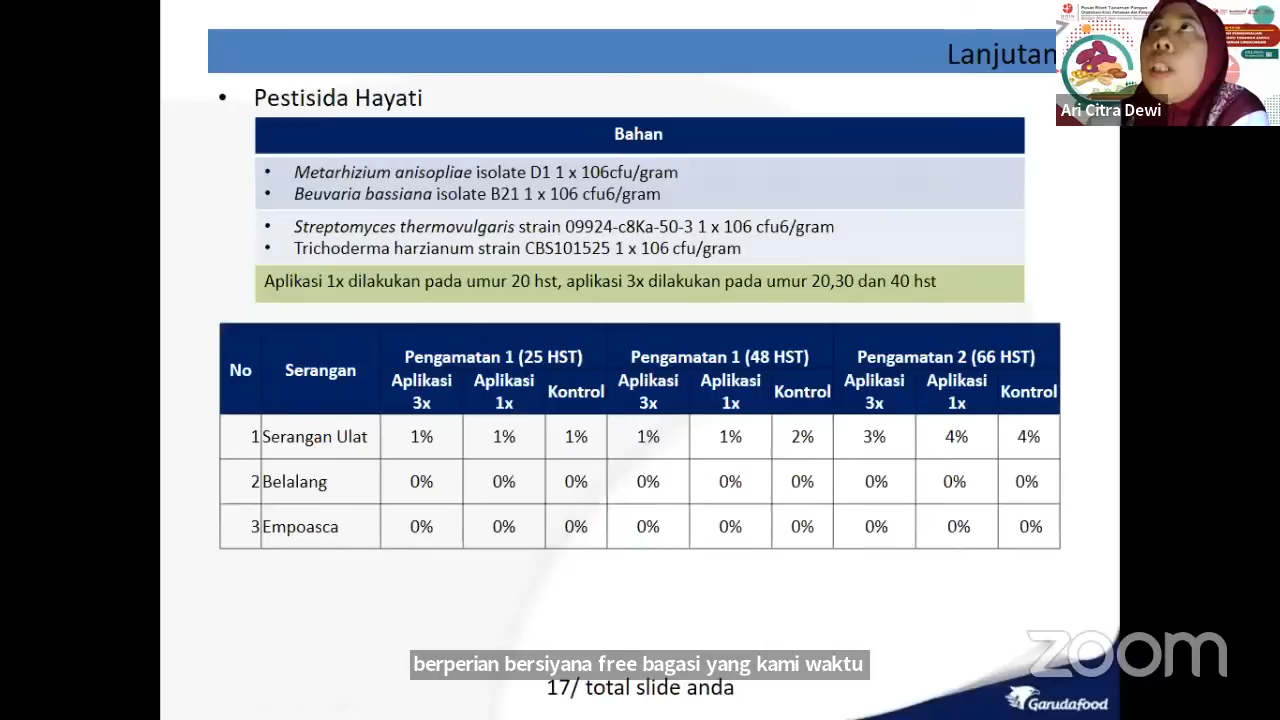 Lanjutan
• Pestisida Hayati
Bahan
• Metarhizium anisopliae isolate D1 1 x 106cfu/gram
• Beuvaria bassiana isolate B21 1 x 106 cfu6/gram
• Streptomyces thermovulgaris strain 09924-c8Ka-50-3 1 x 106 cfu6/gram
• Trichoderma harzianum strain CBS101525 1 x 106 cfu/gram
Aplikasi 1x dilakukan pada umur 20 hst, aplikasi 3x dilakukan pada umur 20,30 dan 40 hst
No Serangan Pengamatan 1 (25 HST) Pengamatan 1 (48 HST) Pengamatan 2 (66 HST)
Aplikasi 3x Aplikasi 1x Kontrol Aplikasi 3x Aplikasi 1x Kontrol Aplikasi 3x Aplikasi 1x Kontrol
1 Serangan Ulat 1% 1% 1% 1% 1% 2% 3% 4% 4%
2 Belalang 0% 0% 0% 0% 0% 0% 0% 0% 0%
3 Empoasca 0% 0% 0% 0% 0% 0% 0% 0% 0%
berperian bersiyana free bagasi yang kami waktu
17/ total slide anda
Garudafood
zoom
Pusat Riset Tanaman Pangan
Ari Citra Dewi